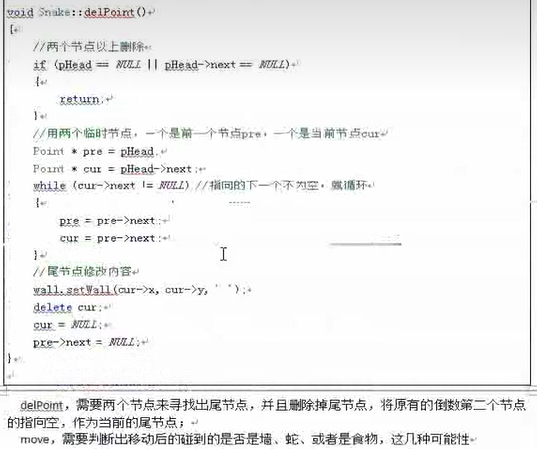 void Snake::delPoint()
{
//两个节点以上删除
if (pHead == NULL || pHead->next == NULL)
{
return;
}
//用两个临时节点，一个是前一个节点pre，一个是当前节点cur
Point * pre = pHead;
Point * cur = pHead->next;
while (cur->next != NULL) //指向的下一个不为空，就循环
{
pre = pre->next;
cur = pre->next;
}
//尾节点修改内容
wall.setWall(cur->x, cur->y, ' ');
delete cur;
cur = NULL;
pre->next = NULL;
}
delPoint，需要两个节点来寻找出尾节点，并且删除掉尾节点，将原有的倒数第二个节点
的指向空，作为当前的尾节点；
move，需要判断出移动后的碰到的是否是墙、蛇、或者是食物，这几种可能性